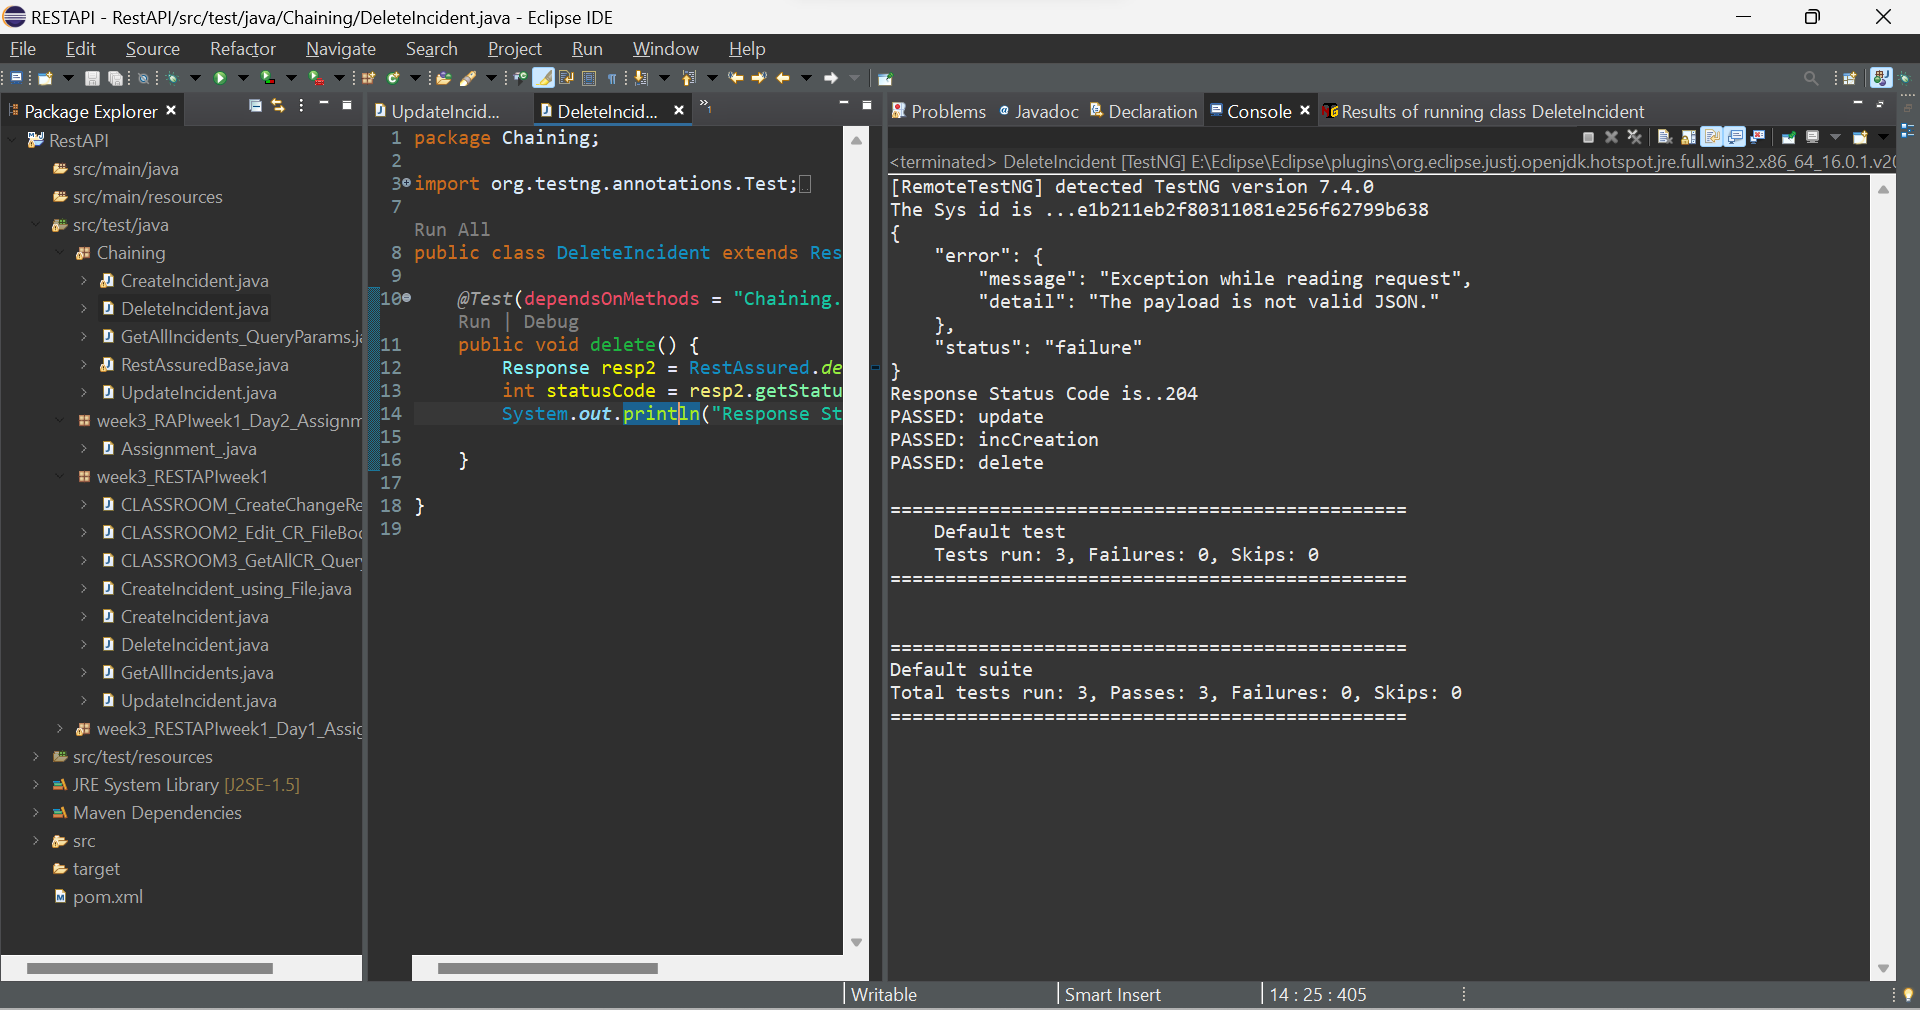 RESTAPI - RestAPI/src/test/java/Chaining/DeleteIncident.java - Eclipse IDE
File Edit Source Refactor Navigate Search Project Run Window Help
Package Explorer
RestAPI
src/main/java
src/main/resources
src/test/java
Chaining
CreateIncident.java
DeleteIncident.java
GetAllIncidents_QueryParams.ja
RestAssuredBase.java
UpdateIncident.java
week3_RAPIweek1_Day2_Assignm
Assignment_.java
week3_RESTAPIweek1
CLASSROOM_CreateChangeRe
CLASSROOM2_Edit_CR_FileBod
CLASSROOM3_GetAllCR_Query
CreateIncident_using_File.java
CreateIncident.java
DeleteIncident.java
GetAllIncidents.java
UpdateIncident.java
week3_RESTAPIweek1_Day1_Assig
src/test/resources
JRE System Library [J2SE-1.5]
Maven Dependencies
src
target
pom.xml
UpdateIncid... DeleteIncid... »1
1 package Chaining;
2
3 import org.testng.annotations.Test;
7
Run All
8 public class DeleteIncident extends Res
9
10 @Test(dependsOnMethods = "Chaining.
Run | Debug
11 public void delete() {
12 Response resp2 = RestAssured.de
13 int statusCode = resp2.getStatu
14 System.out.println("Response St
15
16 }
17
18 }
19
Problems Javadoc Declaration Console Results of running class DeleteIncident
<terminated> DeleteIncident [TestNG] E:\Eclipse\Eclipse\plugins\org.eclipse.justj.openjdk.hotspot.jre.full.win32.x86_64_16.0.1.v20
[RemoteTestNG] detected TestNG version 7.4.0
The Sys id is ...e1b211eb2f80311081e256f62799b638
{
"error": {
"message": "Exception while reading request",
"detail": "The payload is not valid JSON."
},
"status": "failure"
}
Response Status Code is..204
PASSED: update
PASSED: incCreation
PASSED: delete
===============================================
Default test
Tests run: 3, Failures: 0, Skips: 0
===============================================
===============================================
Default suite
Total tests run: 3, Passes: 3, Failures: 0, Skips: 0
===============================================
Writable Smart Insert 14 : 25 : 405